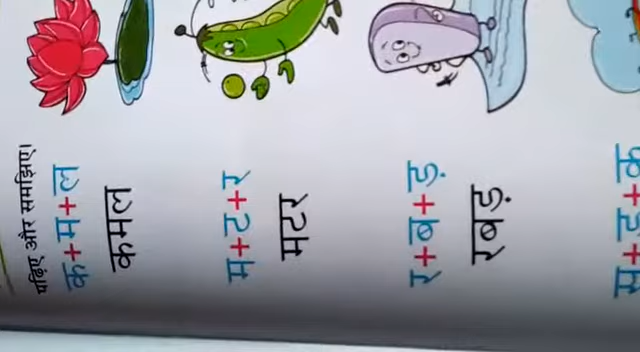 पढ़िए और समझिए।
क+म+ल
कमल
म+ट+र
मटर
र+ब+ड़
रबड़
स+ड़+क